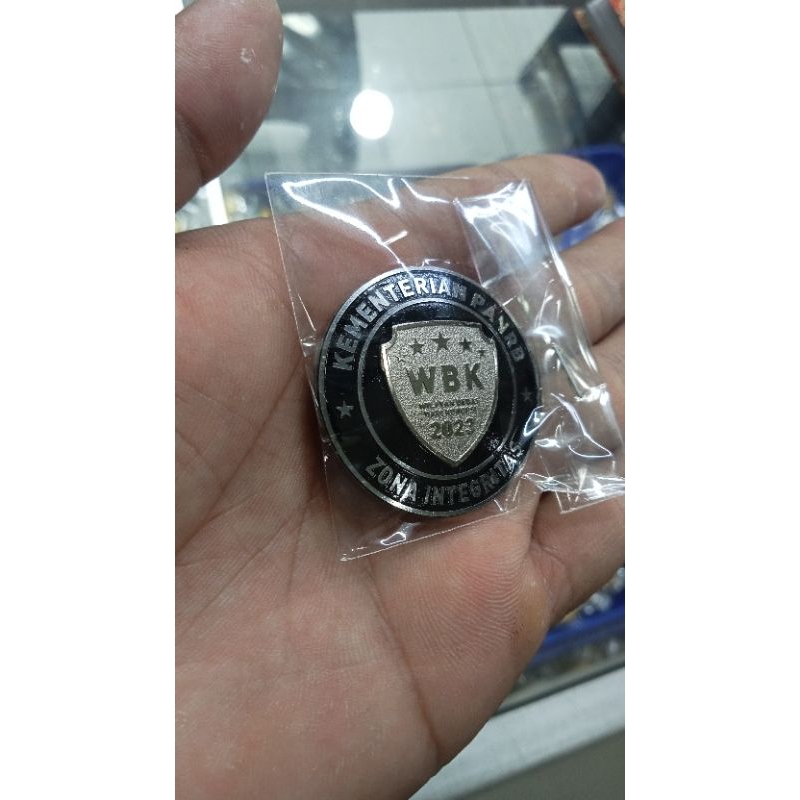 KEMENTERIAN PANRB
WBK
2023
ZONA INTEGRITAS